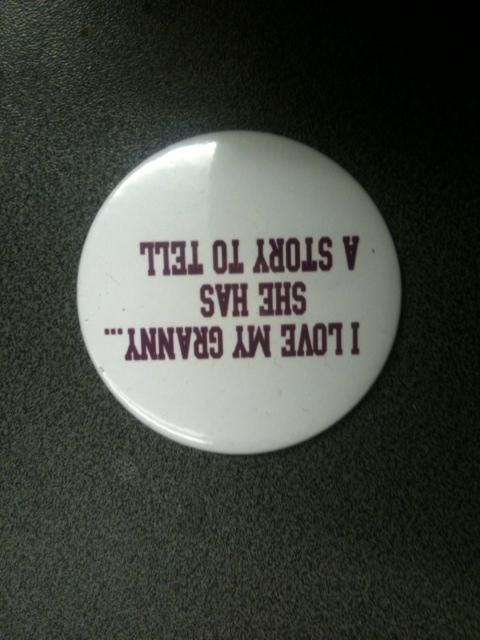 I LOVE MY GRANNY...
SHE HAS
A STORY TO TELL